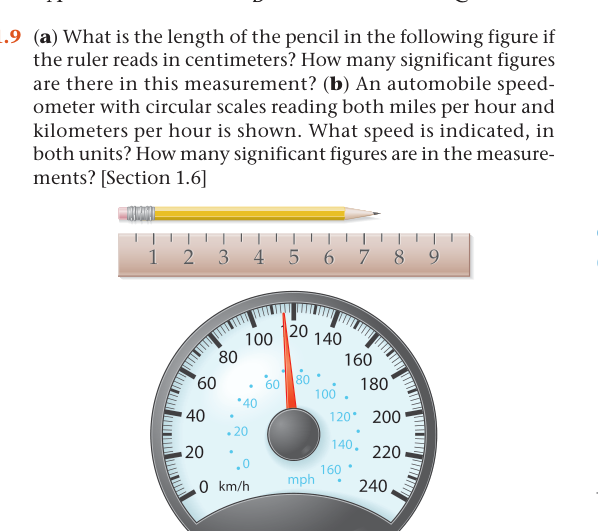 1.9 (a) What is the length of the pencil in the following figure if
the ruler reads in centimeters? How many significant figures
are there in this measurement? (b) An automobile speed-
ometer with circular scales reading both miles per hour and
kilometers per hour is shown. What speed is indicated, in
both units? How many significant figures are in the measure-
ments? [Section 1.6]
1 2 3 4 5 6 7 8 9
0 20 40 60 80 100 120 140 160 180 200 220 240
km/h
0 20 40 60 80 100 120 140 160
mph